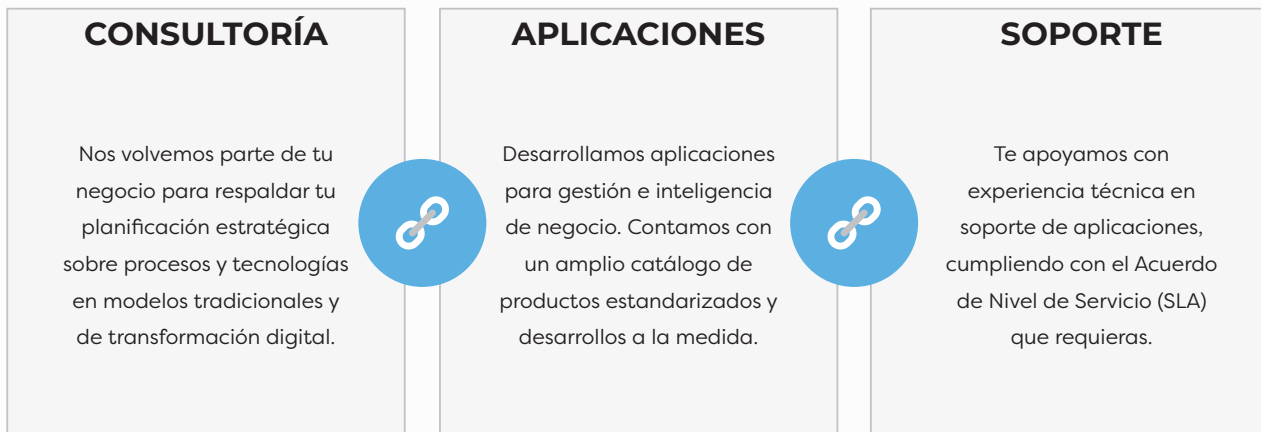 CONSULTORÍA
Nos volvemos parte de tu
negocio para respaldar tu
planificación estratégica
sobre procesos y tecnologías
en modelos tradicionales y
de transformación digital.
APLICACIONES
Desarrollamos aplicaciones
para gestión e inteligencia
de negocio. Contamos con
un amplio catálogo de
productos estandarizados y
desarrollos a la medida.
SOPORTE
Te apoyamos con
experiencia técnica en
soporte de aplicaciones,
cumpliendo con el Acuerdo
de Nivel de Servicio (SLA)
que requieras.